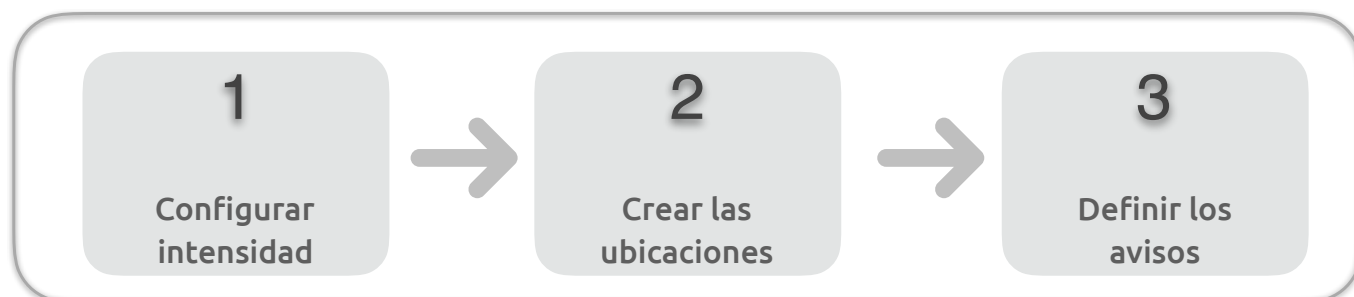 1
Configurar
intensidad
2
Crear las
ubicaciones
3
Definir los
avisos